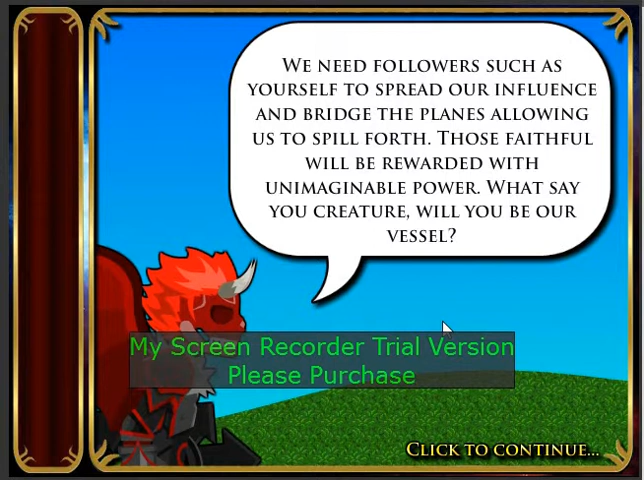 We need followers such as
yourself to spread our influence
and bridge the planes allowing
us to spill forth. Those faithful
will be rewarded with
unimaginable power. What say
you creature, will you be our
vessel?
My Screen Recorder Trial Version
Please Purchase
Click to continue...